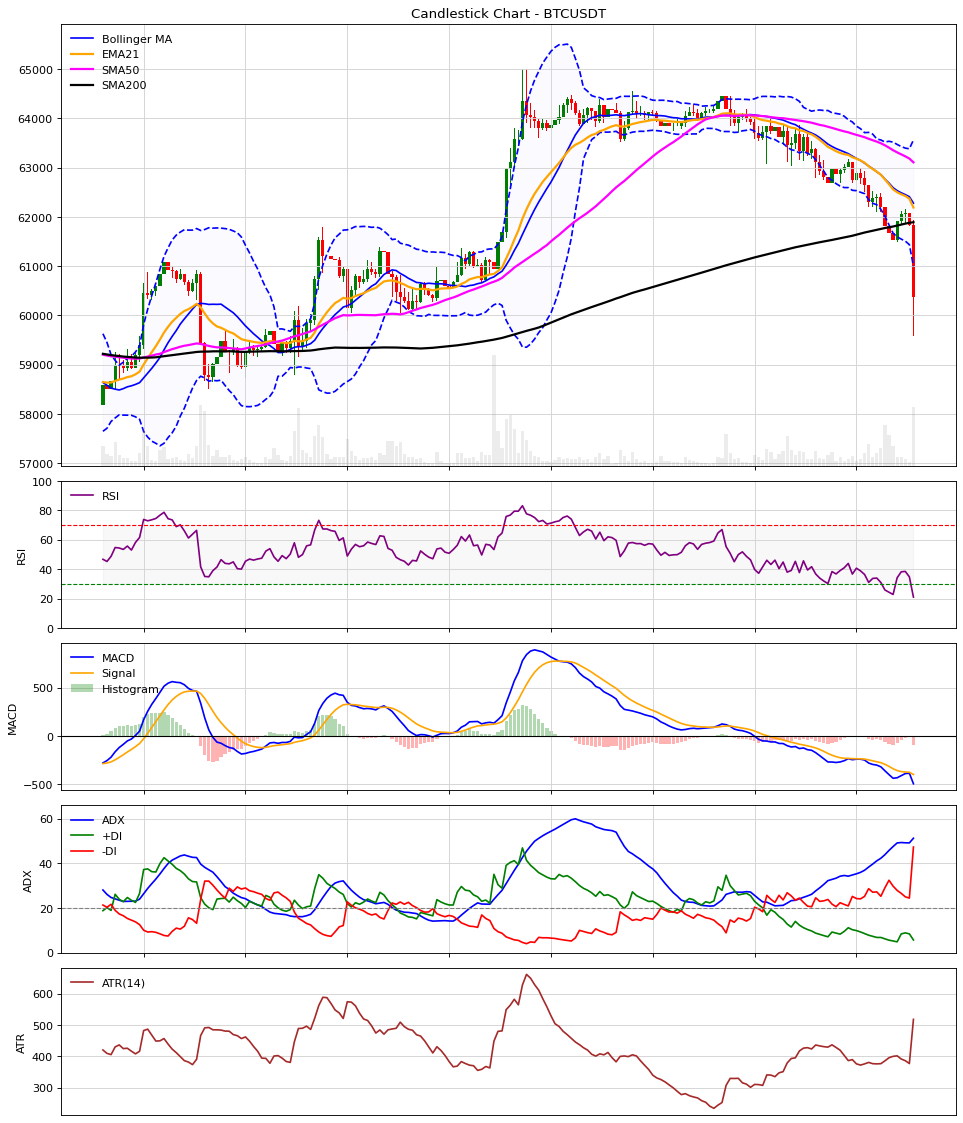 Candlestick Chart - BTCUSDT
Bollinger MA
EMA21
SMA50
SMA200
65000
64000
63000
62000
61000
60000
59000
58000
57000
RSI
100
80
60
40
20
0
RSI
MACD
Signal
Histogram
500
0
−500
MACD
ADX
+DI
-DI
60
40
20
0
ADX
ATR(14)
600
500
400
300
ATR